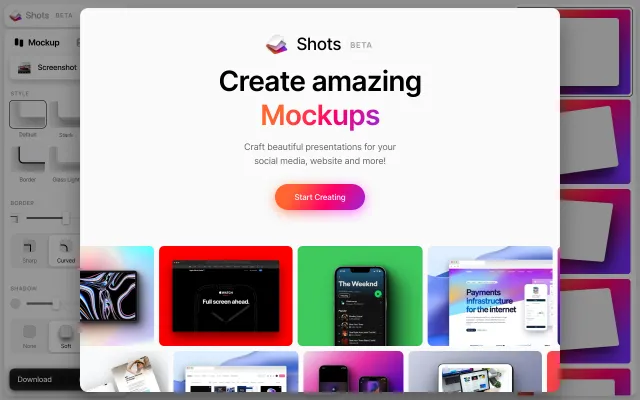 Shots BETA
Mockup
Screenshot
STYLE
Default
Border
Glass Light
BORDER
Sharp
Curved
SHADOW
None
Soft
Download
Shots BETA
Create amazing
Mockups
Craft beautiful presentations for your
social media, website and more!
Start Creating
WATCH
Full screen ahead.
The Weeknd
Payments
Infrastructure
for the internet